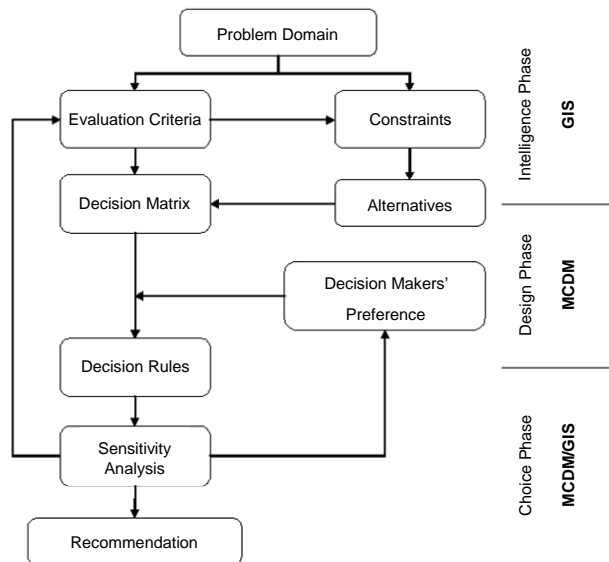 Problem Domain
Evaluation Criteria
Constraints
Decision Matrix
Alternatives
Decision Makers'
Preference
Decision Rules
Sensitivity
Analysis
Recommendation
Intelligence Phase
GIS
Design Phase
MCDM
Choice Phase
MCDM/GIS